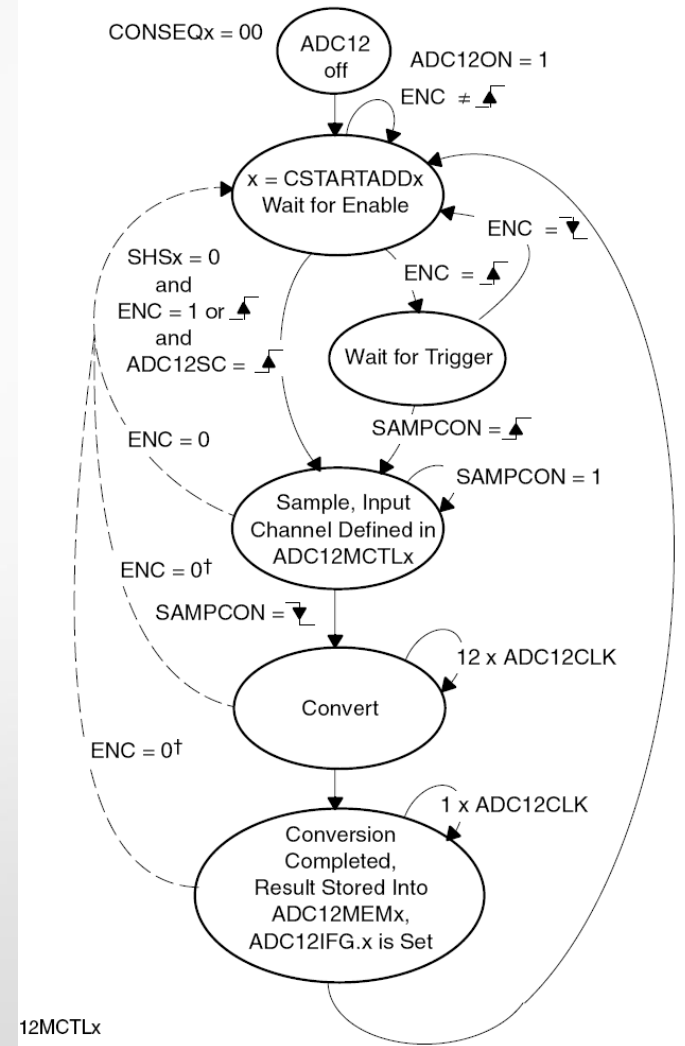 CONSEQx = 00
ADC12
off
ADC12ON = 1
ENC ≠
x = CSTARTADDx
Wait for Enable
ENC =
SHSx = 0
and
ENC = 1 or
and
ADC12SC =
ENC =
Wait for Trigger
SAMPCON =
ENC = 0
SAMPCON = 1
Sample, Input
Channel Defined in
ADC12MCTLx
ENC = 0†
SAMPCON =
12 x ADC12CLK
Convert
ENC = 0†
1 x ADC12CLK
Conversion
Completed,
Result Stored Into
ADC12MEMx,
ADC12IFG.x is Set
12MCTLx